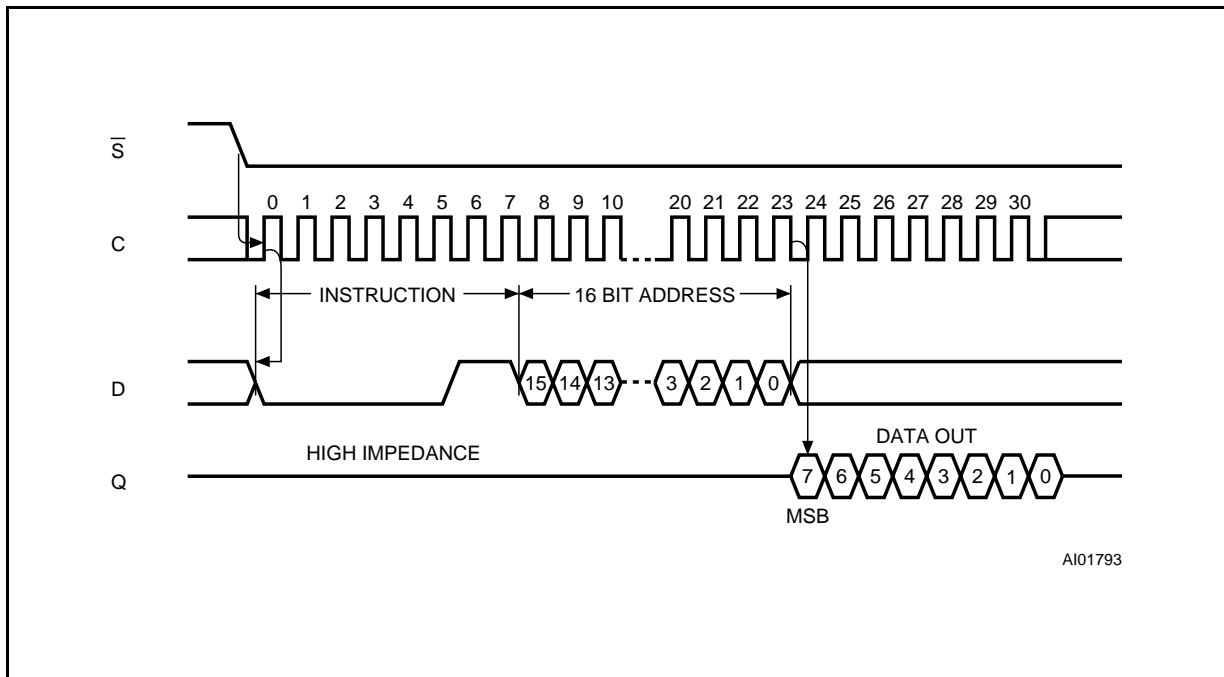 S̅
0 1 2 3 4 5 6 7 8 9 10 20 21 22 23 24 25 26 27 28 29 30
C
INSTRUCTION 16 BIT ADDRESS
D
15 14 13 3 2 1 0
HIGH IMPEDANCE DATA OUT
Q
7 6 5 4 3 2 1 0
MSB
AI01793